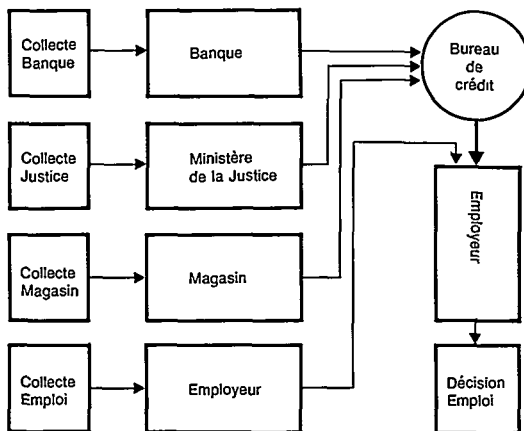 Collecte
Banque
Banque
Bureau
de
crédit
Collecte
Justice
Ministère
de la Justice
Employeur
Collecte
Magasin
Magasin
Collecte
Emploi
Employeur
Décision
Emploi